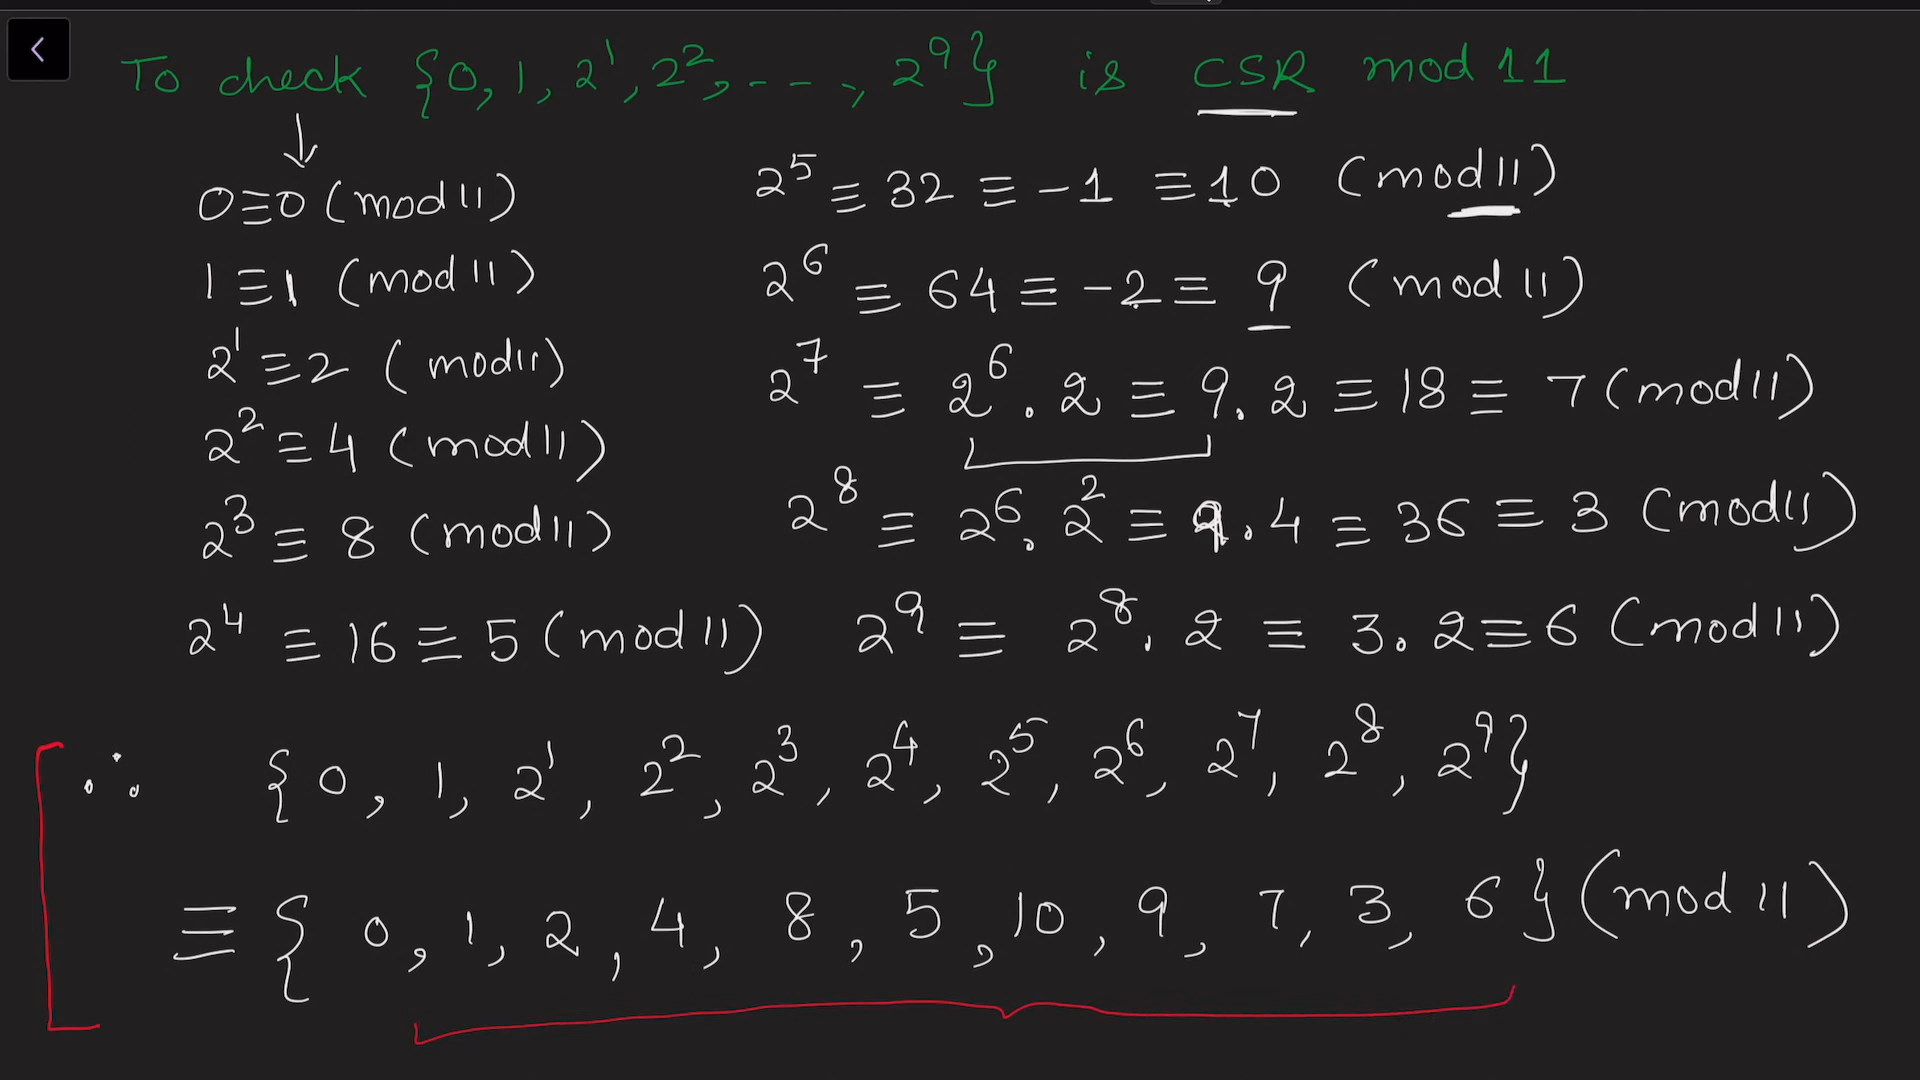 To check {0, 1, 2¹, 2², - - -, 2⁹} is CSR mod 11
0≡0 (mod 11)
1≡1 (mod 11)
2¹≡2 (mod 11)
2²≡4 (mod 11)
2³≡8 (mod 11)
2⁴≡16≡5 (mod 11)
2⁵≡32≡-1≡10 (mod 11)
2⁶≡64≡-2≡9 (mod 11)
2⁷≡2⁶.2≡9.2≡18≡7 (mod 11)
2⁸≡2⁶.2²≡9.4≡36≡3 (mod 11)
2⁹≡2⁸.2≡3.2≡6 (mod 11)
∴ {0, 1, 2¹, 2², 2³, 2⁴, 2⁵, 2⁶, 2⁷, 2⁸, 2⁹}
≡ {0, 1, 2, 4, 8, 5, 10, 9, 7, 3, 6} (mod 11)